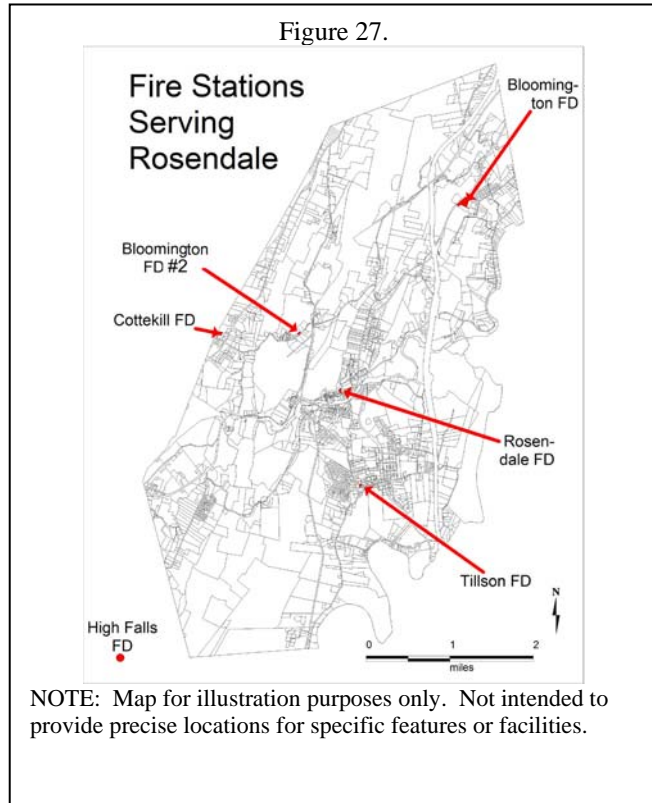 Figure 27.
Fire Stations
Serving
Rosendale
Blooming-
ton FD
Bloomington
FD #2
Cottekill FD
Rosen-
dale FD
Tillson FD
High Falls
FD
N
0 1 2
miles
NOTE: Map for illustration purposes only. Not intended to
provide precise locations for specific features or facilities.